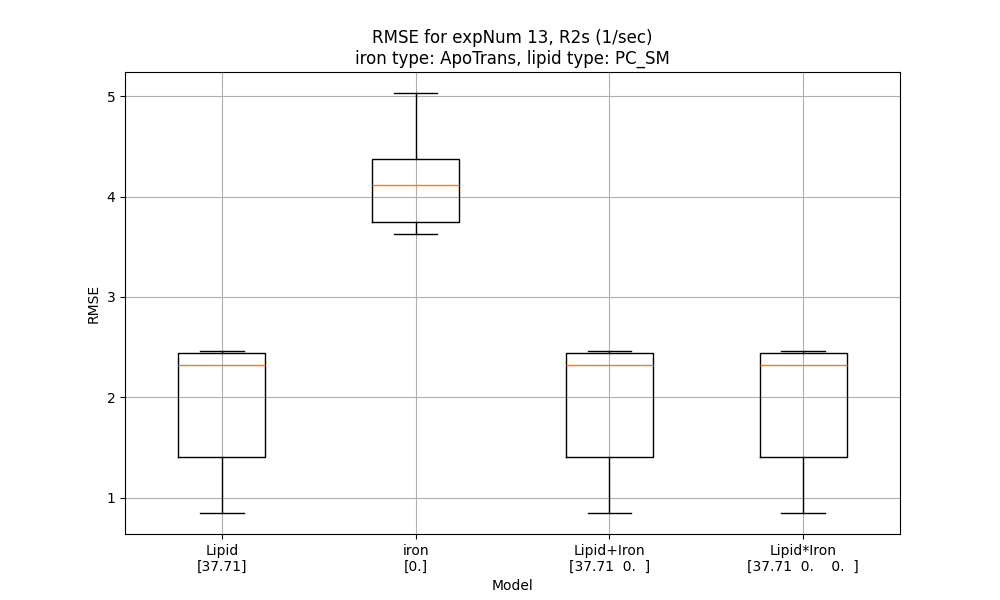 RMSE for expNum 13, R2s (1/sec)
iron type: ApoTrans, lipid type: PC_SM
5
4
3
2
1
RMSE
Lipid
[37.71]
iron
[0.]
Lipid+Iron
[37.71 0. ]
Lipid*Iron
[37.71 0. 0. ]
Model